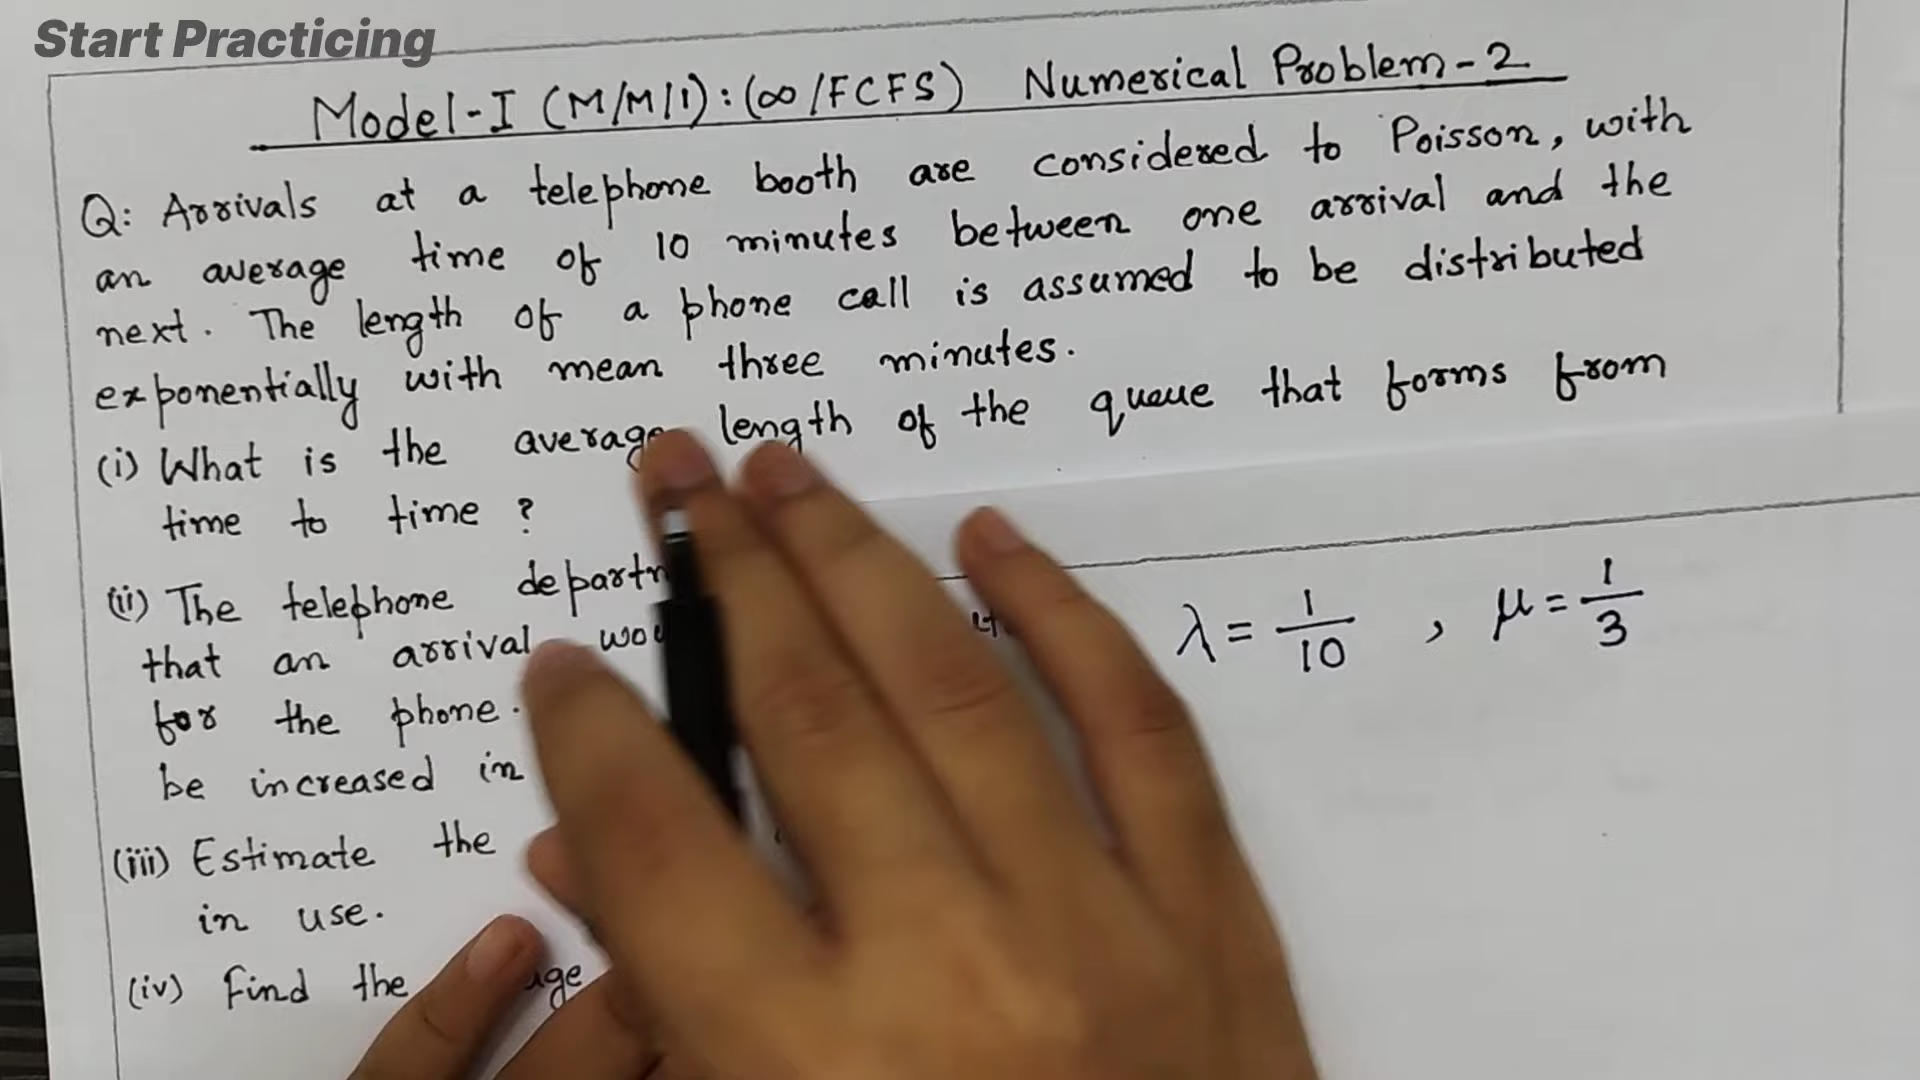 Start Practicing
Model-I (M/M/1):(∞/FCFS) Numerical Problem-2
Q: Arrivals at a telephone booth are considered to Poisson, with
an average time of 10 minutes between one arrival and the
next. The length of a phone call is assumed to be distributed
exponentially with mean three minutes.
(i) What is the average length of the queue that forms from
time to time?
(ii) The telephone
that an arrival
for the phone.
be increased in
(iii) Estimate the
in use.
(iv) Find the
λ = 1/10 , μ = 1/3